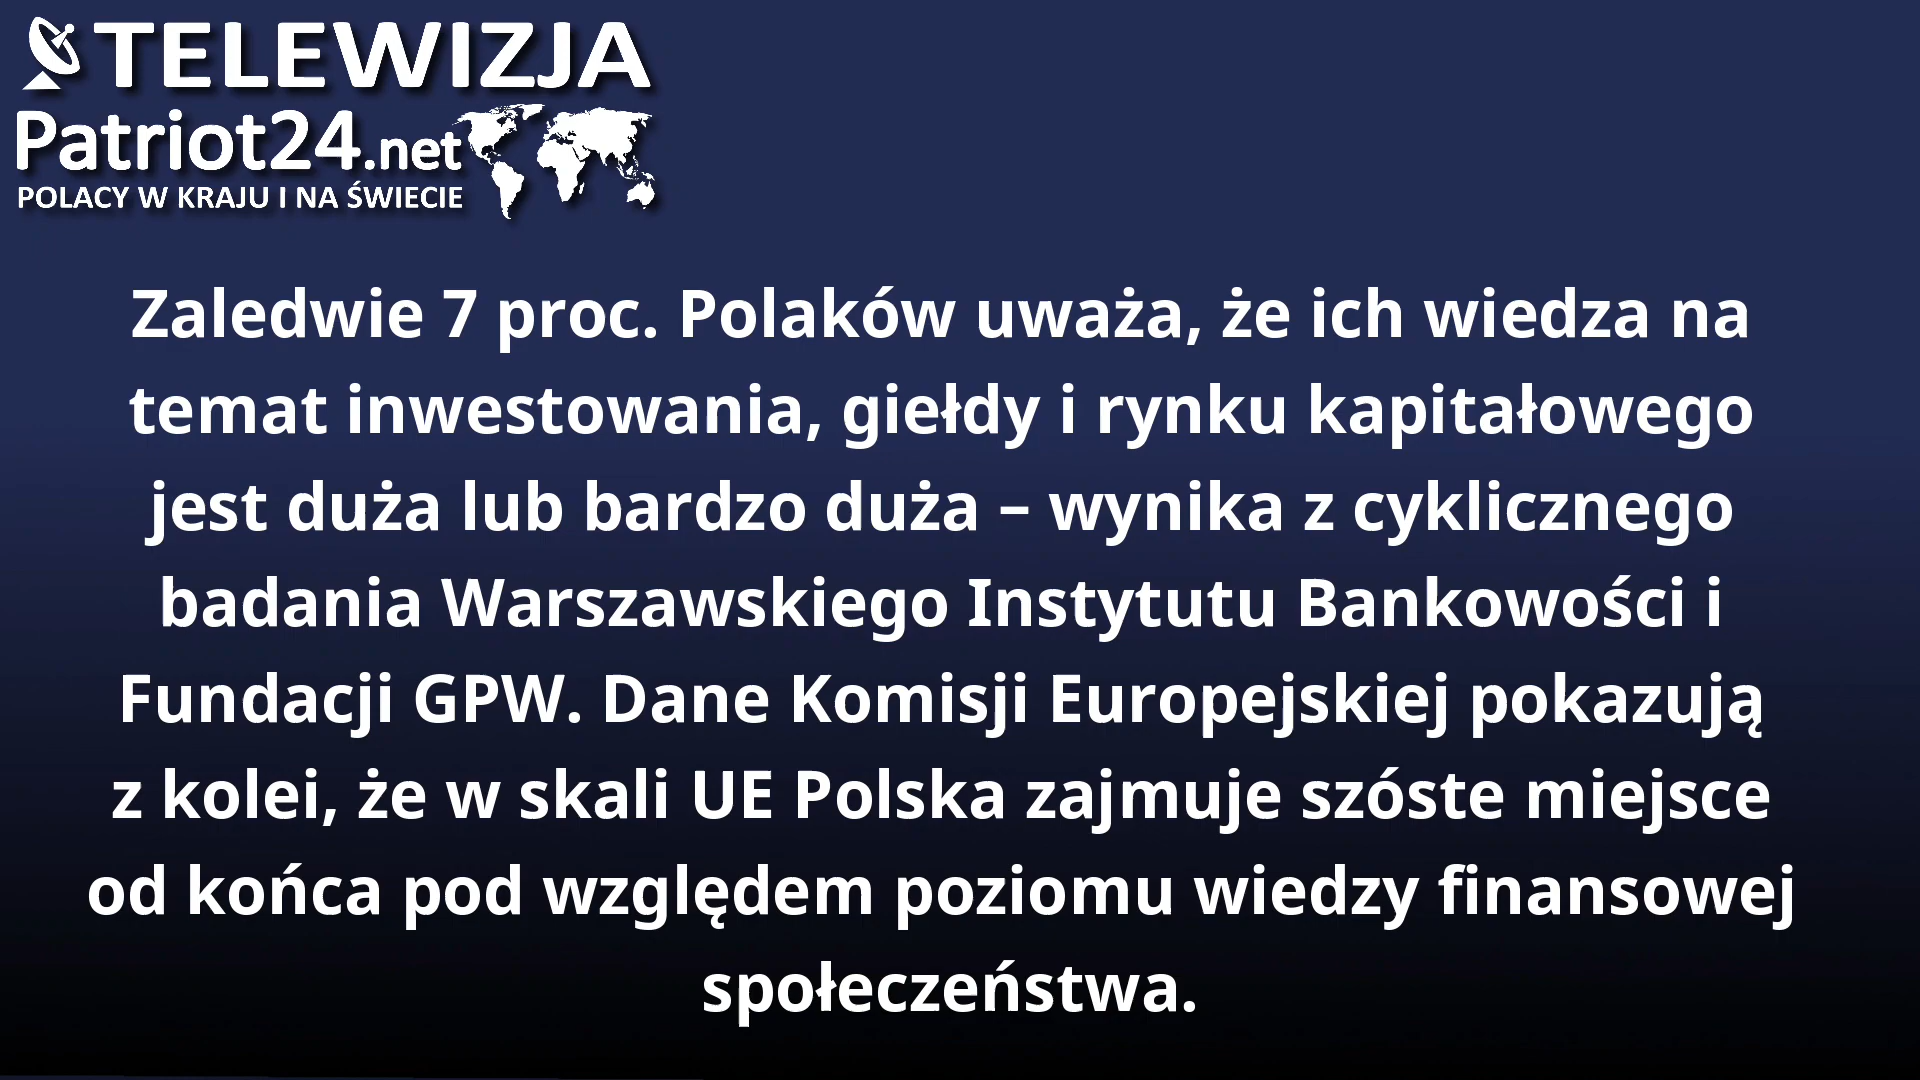 TELEWIZJA
Patriot24.net
POLACY W KRAJU I NA ŚWIECIE
Zaledwie 7 proc. Polaków uważa, że ich wiedza na
temat inwestowania, giełdy i rynku kapitałowego
jest duża lub bardzo duża – wynika z cyklicznego
badania Warszawskiego Instytutu Bankowości i
Fundacji GPW. Dane Komisji Europejskiej pokazują
z kolei, że w skali UE Polska zajmuje szóste miejsce
od końca pod względem poziomu wiedzy finansowej
społeczeństwa.